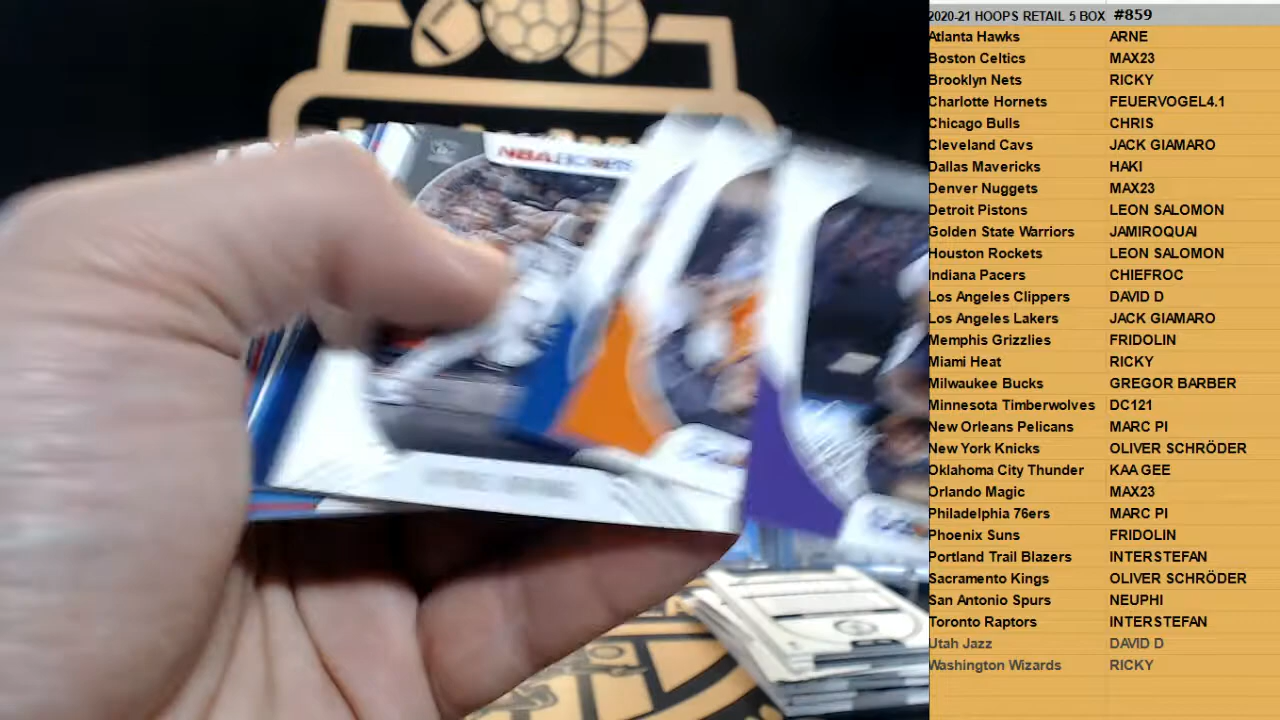 NBA HOOPS
2020-21 HOOPS RETAIL 5 BOX #859
Atlanta Hawks ARNE
Boston Celtics MAX23
Brooklyn Nets RICKY
Charlotte Hornets FEUERVOGEL4.1
Chicago Bulls CHRIS
Cleveland Cavs JACK GIAMARO
Dallas Mavericks HAKI
Denver Nuggets MAX23
Detroit Pistons LEON SALOMON
Golden State Warriors JAMIROQUAI
Houston Rockets LEON SALOMON
Indiana Pacers CHIEFROC
Los Angeles Clippers DAVID D
Los Angeles Lakers JACK GIAMARO
Memphis Grizzlies FRIDOLIN
Miami Heat RICKY
Milwaukee Bucks GREGOR BARBER
Minnesota Timberwolves DC121
New Orleans Pelicans MARC PI
New York Knicks OLIVER SCHRÖDER
Oklahoma City Thunder KAA GEE
Orlando Magic MAX23
Philadelphia 76ers MARC PI
Phoenix Suns FRIDOLIN
Portland Trail Blazers INTERSTEFAN
Sacramento Kings OLIVER SCHRÖDER
San Antonio Spurs NEUPHI
Toronto Raptors INTERSTEFAN
Utah Jazz DAVID D
Washington Wizards RICKY